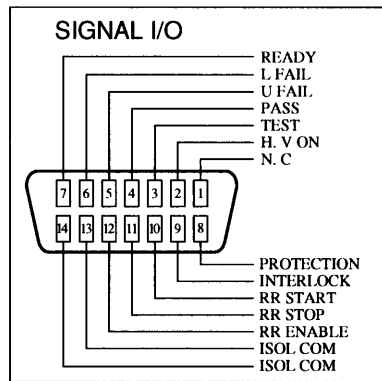 SIGNAL I/O
READY
L FAIL
U FAIL
PASS
TEST
H. V ON
N. C
7 6 5 4 3 2 1
14 13 12 11 10 9 8
PROTECTION
INTERLOCK
RR START
RR STOP
RR ENABLE
ISOL COM
ISOL COM